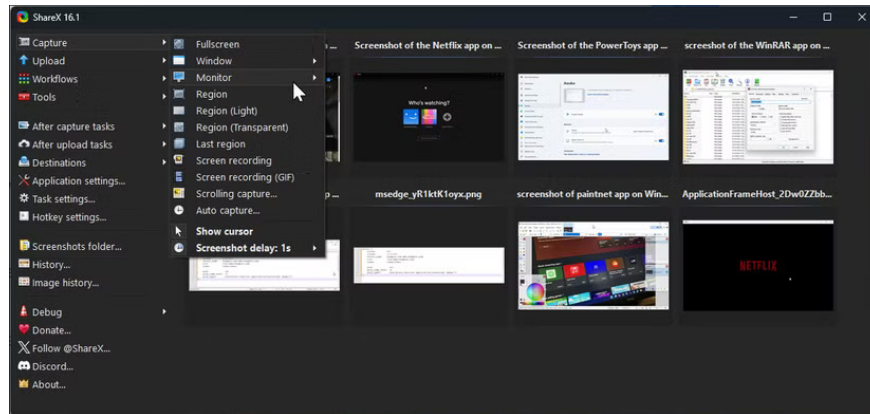 ShareX 16.1
Capture
Upload
Workflows
Tools
After capture tasks
After upload tasks
Destinations
Application settings...
Task settings...
Hotkey settings...
Screenshots folder...
History...
Image history...
Debug
Donate...
Follow @ShareX...
Discord...
About...
Fullscreen
Window
Monitor
Region
Region (Light)
Region (Transparent)
Last region
Screen recording
Screen recording (GIF)
Scrolling capture...
Auto capture...
Show cursor
Screenshot delay: 1s
Screenshot of the Netflix app on ...
Screenshot of the PowerToys app ...
screeshot of the WinRAR app on ...
Who's watching?
msedge_yR1ktK1oyx.png
screenshot of paintnet app on Win...
ApplicationFrameHost_2Dw0ZZbb...
NETFLIX